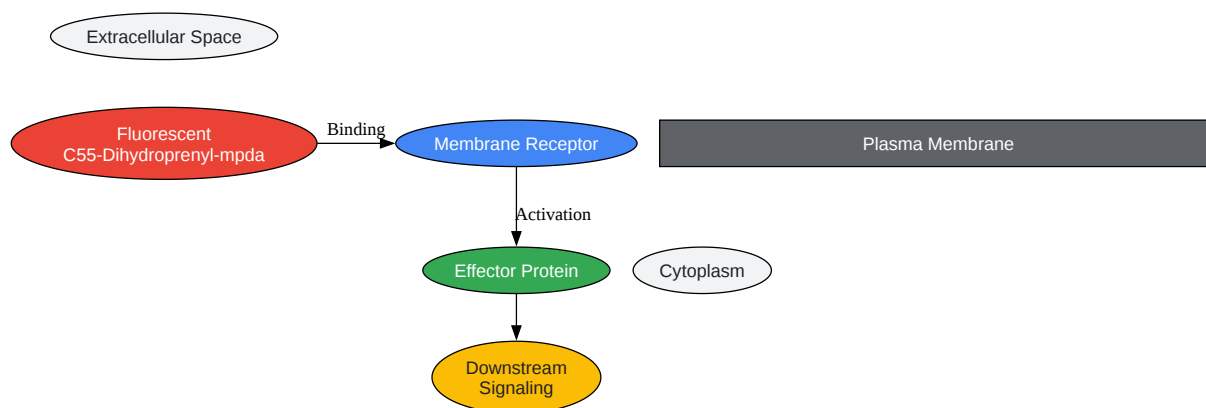 Extracellular Space
Fluorescent
C55-Dihydroprenyl-mpda
Binding
Membrane Receptor
Plasma Membrane
Activation
Effector Protein
Cytoplasm
Downstream
Signaling